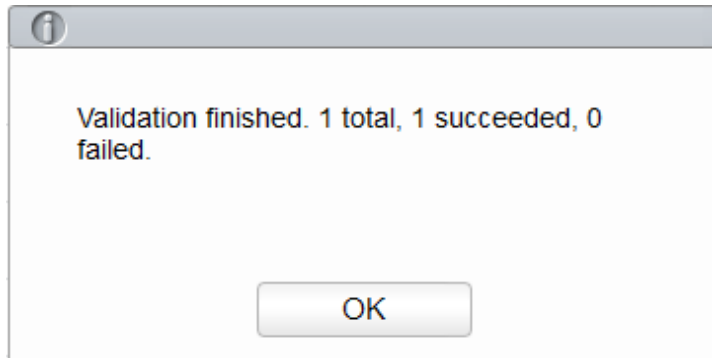 Validation finished. 1 total, 1 succeeded, 0
failed.
OK